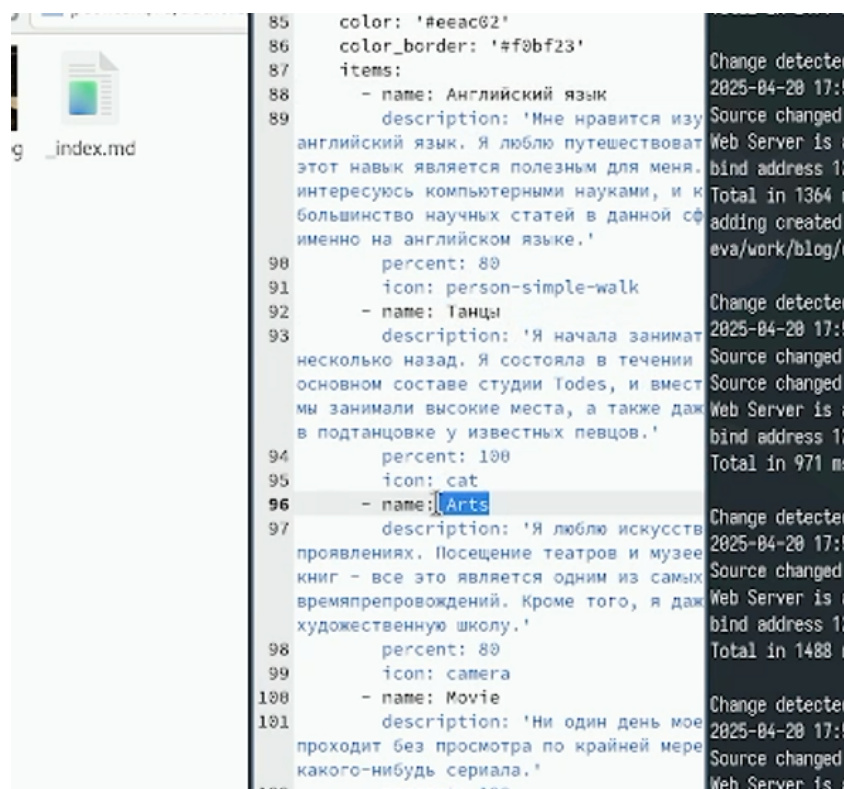 g _index.md
85 color: '#eeac02'
86 color_border: '#f0bf23'
87 items:
88 - name: Английский язык
89 description: 'Мне нравится изу
английский язык. Я люблю путешествоват
этот навык является полезным для меня.
интересуюсь компьютерными науками, и к
большинство научных статей в данной сф
именно на английском языке.'
90 percent: 80
91 icon: person-simple-walk
92 - name: Танцы
93 description: 'Я начала занимат
несколько назад. Я состояла в течении
основном составе студии Todes, и вмест
мы занимали высокие места, а также даж
в подтанцовке у известных певцов.'
94 percent: 100
95 icon: cat
96 - name: Arts
97 description: 'Я люблю искусств
проявлениях. Посещение театров и музее
книг - все это является одним из самых
времяпрепровождений. Кроме того, я даж
художественную школу.'
98 percent: 80
99 icon: camera
100 - name: Movie
101 description: 'Ни один день мое
проходит без просмотра по крайней мере
какого-нибудь сериала.'
Change detecte
2025-04-20 17:5
Source changed
Web Server is a
bind address 12
Total in 1364 m
adding created
eva/work/blog/
Change detecte
2025-04-20 17:5
Source changed
Source changed
Web Server is a
bind address 12
Total in 971 ms
Change detecte
2025-04-20 17:5
Source changed
Web Server is a
bind address 12
Total in 1488 m
Change detecte
2025-04-20 17:5
Source changed
Web Server is a